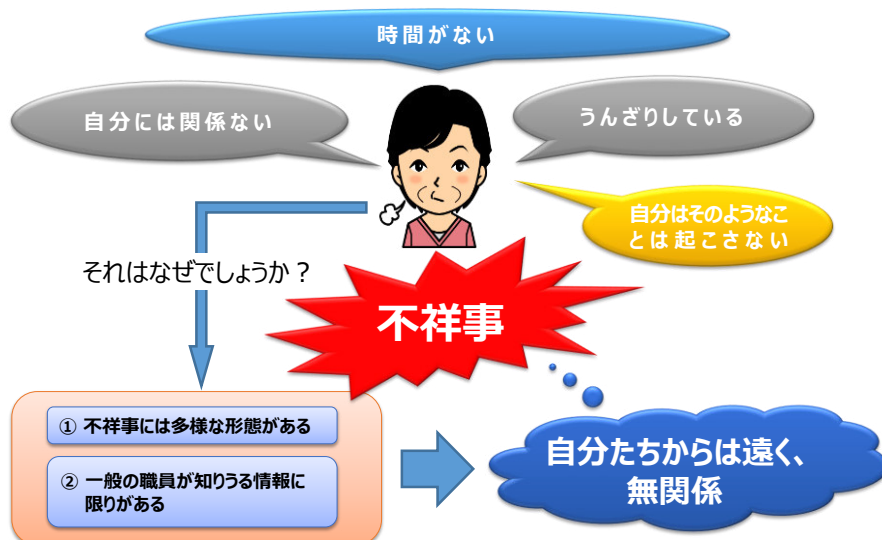 時間がない
自分には関係ない
うんざりしている
自分はそのようなこ
とは起こさない
それはなぜでしょうか？
不祥事
① 不祥事には多様な形態がある
② 一般の職員が知りうる情報に
限りがある
自分たちからは遠く、
無関係